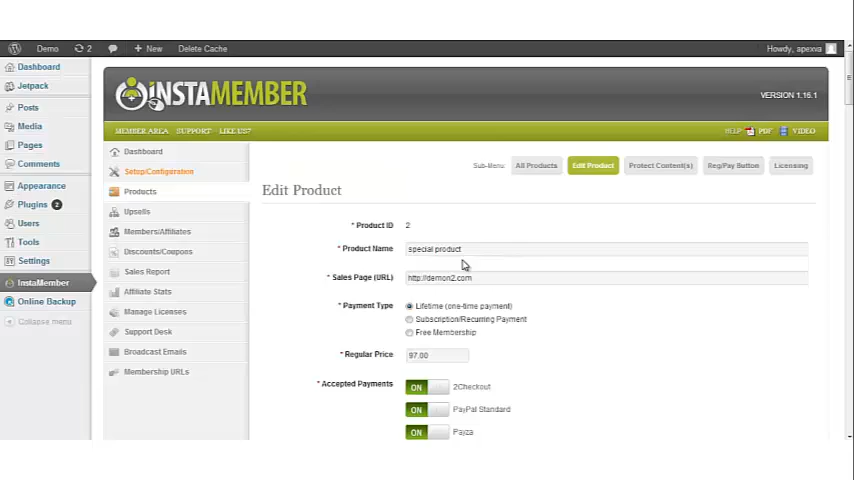 Demo 2 + New Delete Cache Howdy, apexwa
Dashboard
Jetpack
Posts
Media
Pages
Comments
Appearance
Plugins 2
Users
Tools
Settings
InstaMember
Online Backup
Collapse menu
INSTAMEMBER
VERSION 1.16.1
MEMBER AREA SUPPORT LIKE US? HELP PDF VIDEO
Dashboard
Setup/Configuration
Products
Upsells
Members/Affiliates
Discounts/Coupons
Sales Report
Affiliate Stats
Manage Licenses
Support Desk
Broadcast Emails
Membership URLs
Sub-Menu: All Products Edit Product Protect Content(s) Reg/Pay Button Licensing
Edit Product
* Product ID 2
* Product Name special product
* Sales Page (URL) http://demon2.com
* Payment Type Lifetime (one-time payment)
Subscription/Recurring Payment
Free Membership
* Regular Price 97.00
* Accepted Payments ON 2Checkout
ON PayPal Standard
ON Payza